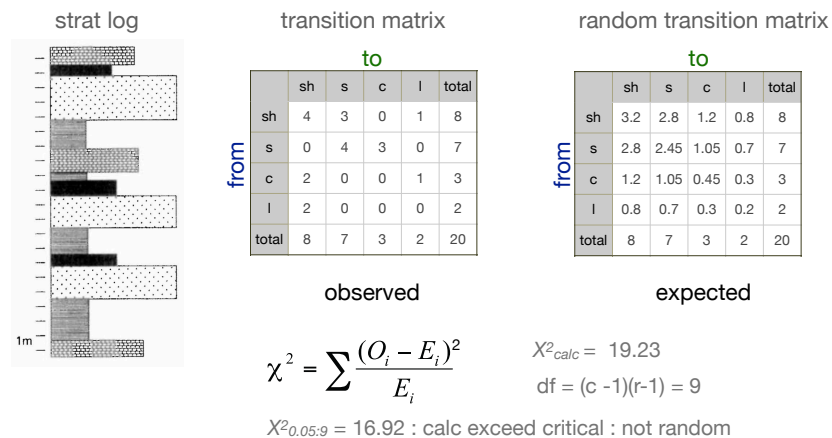 strat log
transition matrix
random transition matrix
to
to
sh s c l total
sh 4 3 0 1 8
s 0 4 3 0 7
c 2 0 0 1 3
l 2 0 0 0 2
total 8 7 3 2 20
from
sh s c l total
sh 3.2 2.8 1.2 0.8 8
s 2.8 2.45 1.05 0.7 7
c 1.2 1.05 0.45 0.3 3
l 0.8 0.7 0.3 0.2 2
total 8 7 3 2 20
from
1m
observed
expected
χ² = ∑ (Oᵢ − Eᵢ)² / Eᵢ
X²calc = 19.23
df = (c -1)(r-1) = 9
X²0.05:9 = 16.92 : calc exceed critical : not random